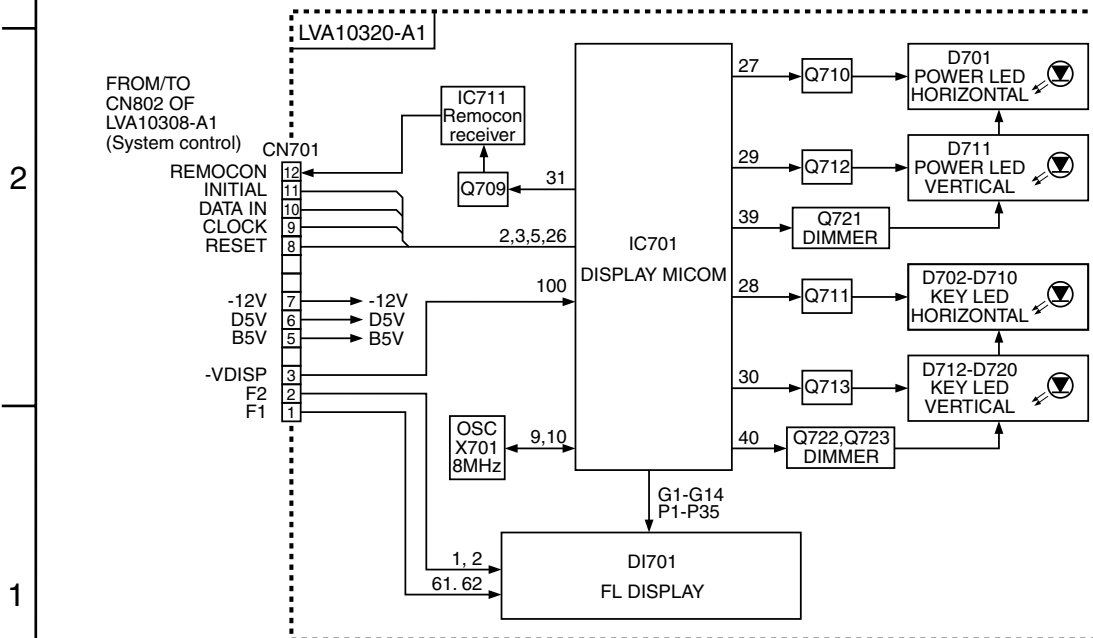 LVA10320-A1
FROM/TO
CN802 OF
LVA10308-A1
(System control)
CN701
REMOCON 12
INITIAL 11
DATA IN 10
CLOCK 9
RESET 8
-12V 7 -12V
D5V 6 D5V
B5V 5 B5V
-VDISP 3
F2 2
F1 1
2
1
IC711
Remocon
receiver
Q709
31
2,3,5,26
100
OSC
X701
8MHz
9,10
IC701
DISPLAY MICOM
G1-G14
P1-P35
1, 2
61. 62
DI701
FL DISPLAY
27
Q710
D701
POWER LED
HORIZONTAL
29
Q712
D711
POWER LED
VERTICAL
39
Q721
DIMMER
28
Q711
D702-D710
KEY LED
HORIZONTAL
30
Q713
D712-D720
KEY LED
VERTICAL
40
Q722,Q723
DIMMER